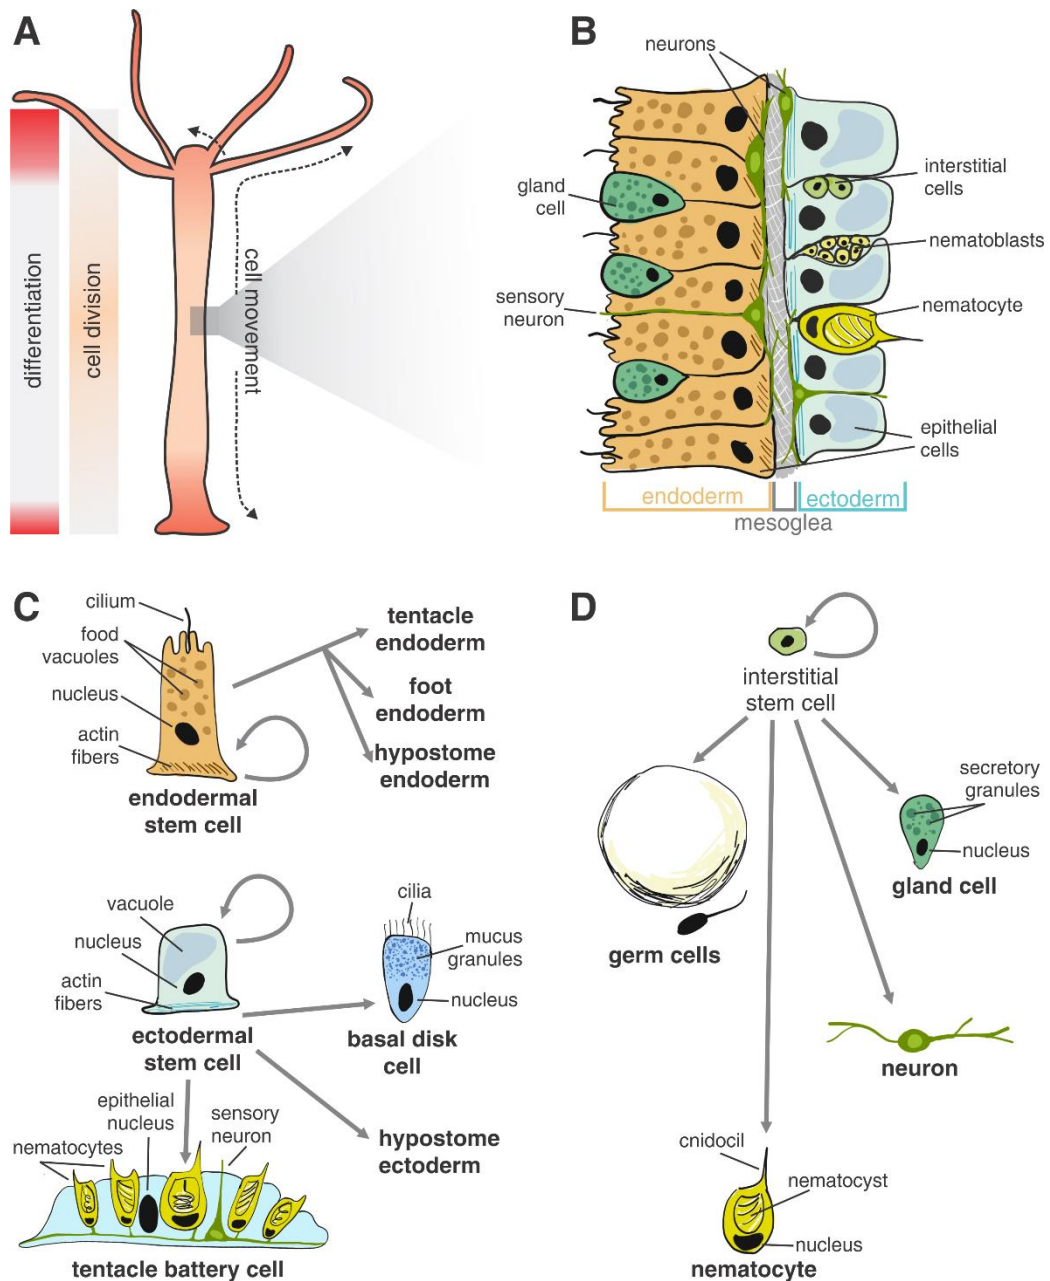 A
differentiation
cell division
cell movement
B
neurons
gland
cell
sensory
neuron
interstitial
cells
nematoblasts
nematocyte
epithelial
cells
endoderm
mesoglea
ectoderm
C
cilium
food
vacuoles
nucleus
actin
fibers
endodermal
stem cell
tentacle
endoderm
foot
endoderm
hypostome
endoderm
vacuole
nucleus
actin
fibers
ectodermal
stem cell
cilia
mucus
granules
nucleus
basal disk
cell
hypostome
ectoderm
epithelial
nucleus
sensory
neuron
nematocytes
tentacle battery cell
D
interstitial
stem cell
germ cells
secretory
granules
nucleus
gland cell
neuron
cnidocil
nematocyst
nucleus
nematocyte